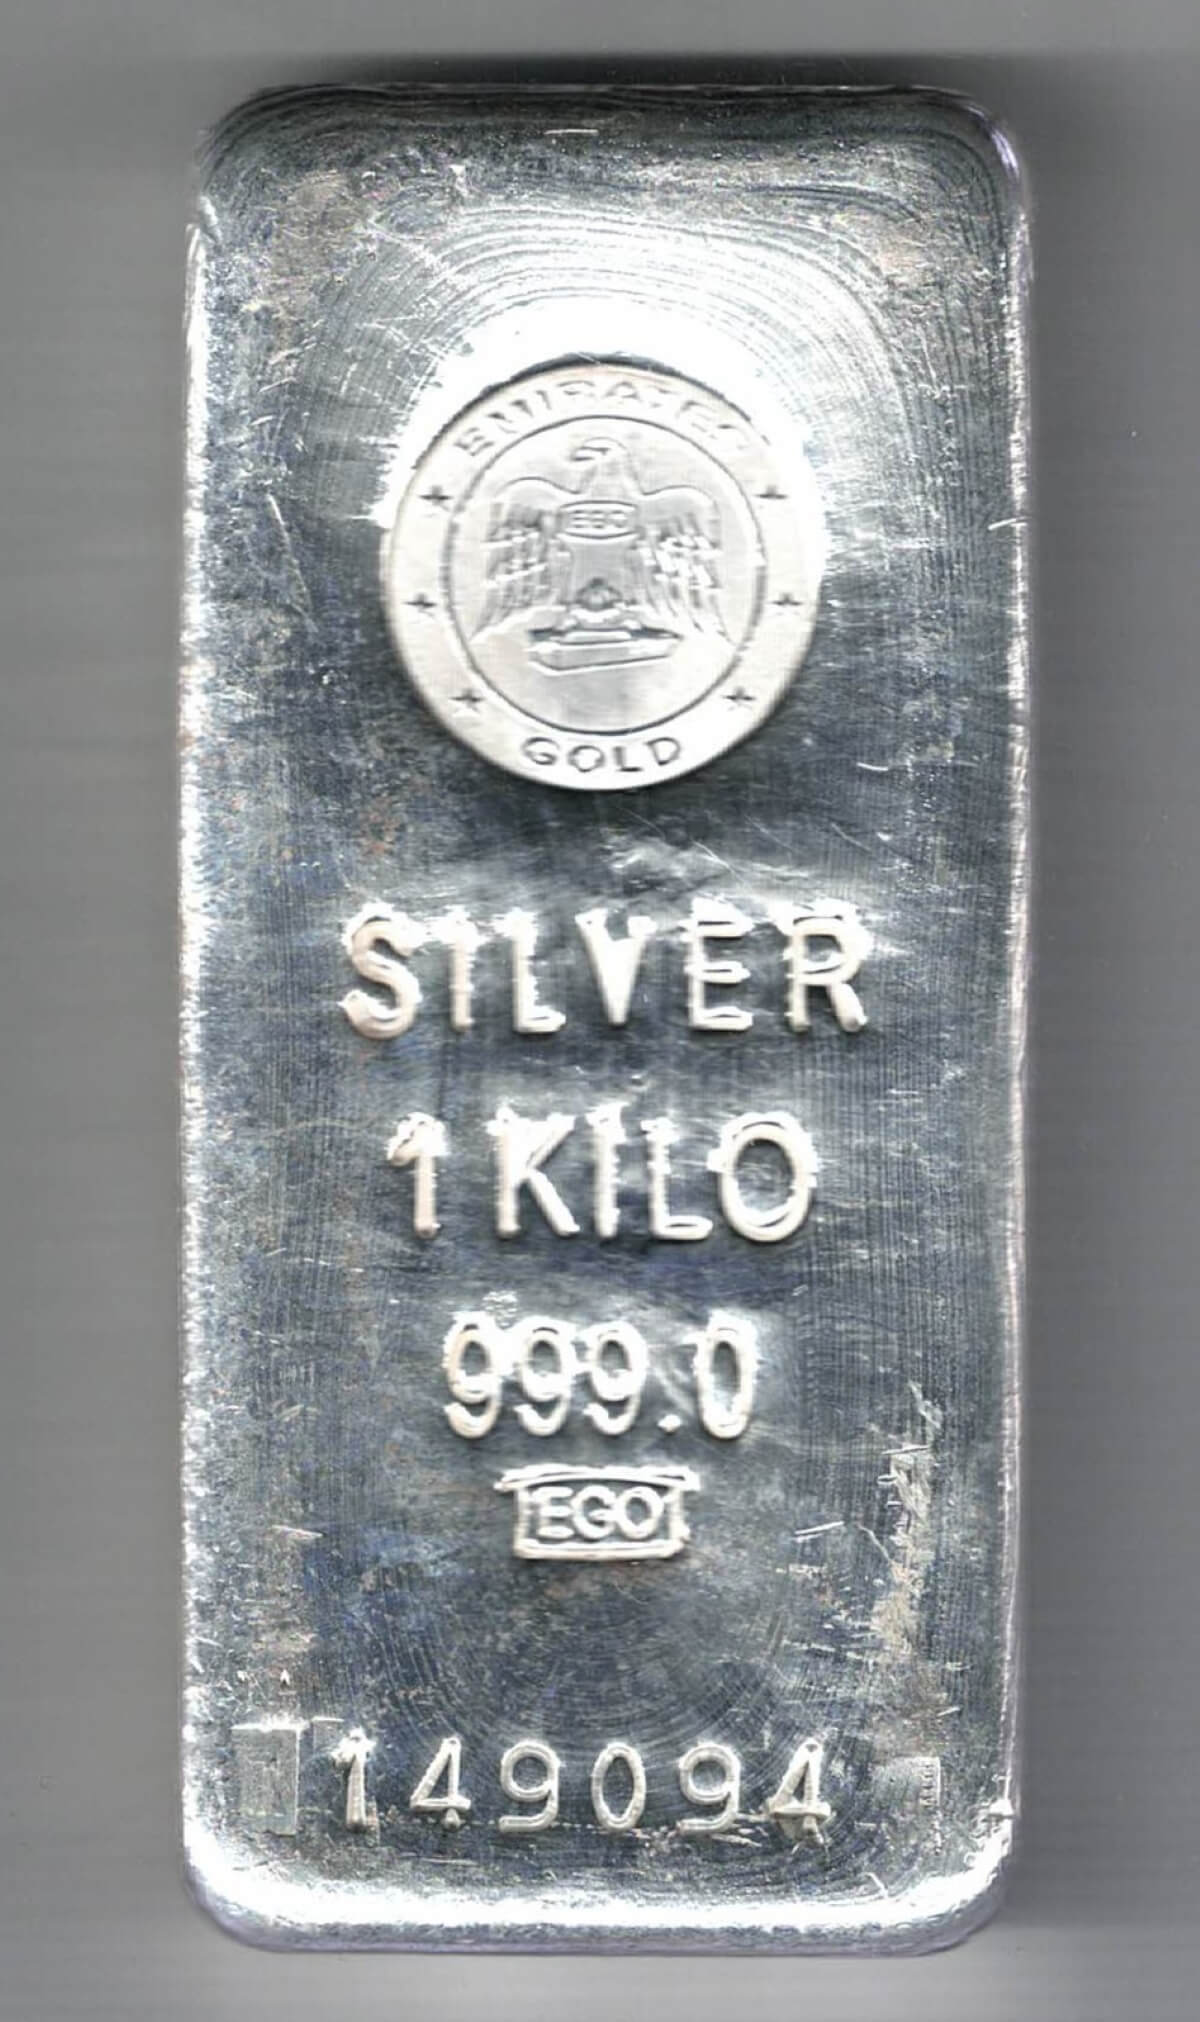 EMIRATES
EGO
GOLD
SILVER
1 KILO
999.0
EGO
149094